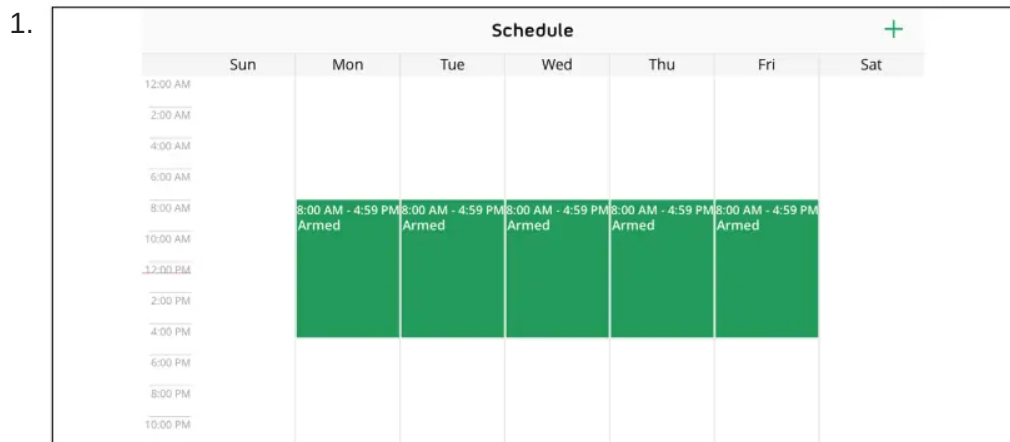 1.
Schedule
+
Sun Mon Tue Wed Thu Fri Sat
12:00 AM
2:00 AM
4:00 AM
6:00 AM
8:00 AM
8:00 AM - 4:59 PM 8:00 AM - 4:59 PM 8:00 AM - 4:59 PM 8:00 AM - 4:59 PM 8:00 AM - 4:59 PM
Armed Armed Armed Armed Armed
10:00 AM
12:00 PM
2:00 PM
4:00 PM
6:00 PM
8:00 PM
10:00 PM